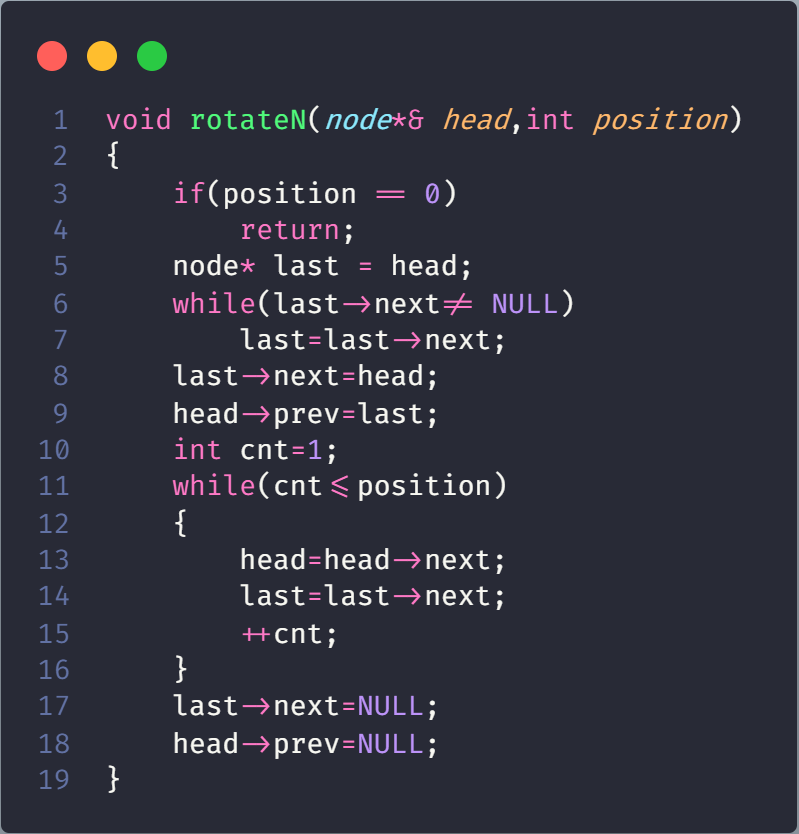 1 void rotateN(node*& head,int position)
2 {
3 if(position == 0)
4 return;
5 node* last = head;
6 while(last->next!= NULL)
7 last=last->next;
8 last->next=head;
9 head->prev=last;
10 int cnt=1;
11 while(cnt<=position)
12 {
13 head=head->next;
14 last=last->next;
15 ++cnt;
16 }
17 last->next=NULL;
18 head->prev=NULL;
19 }